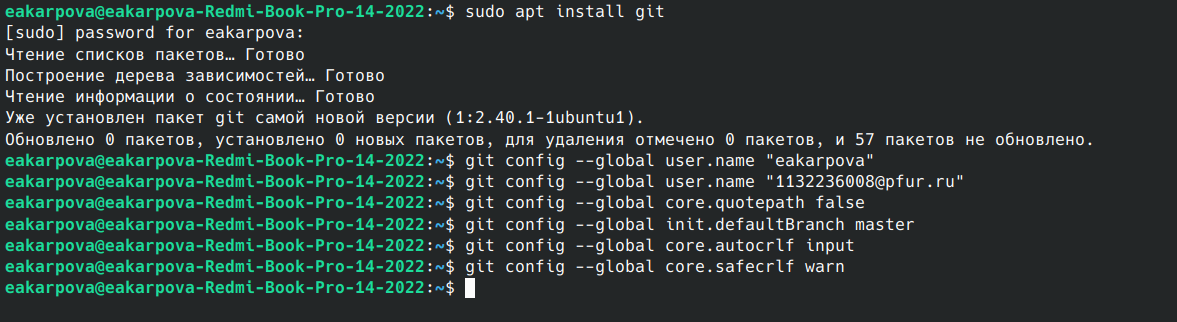 eakarpova@eakarpova-Redmi-Book-Pro-14-2022:~$ sudo apt install git
[sudo] password for eakarpova:
Чтение списков пакетов… Готово
Построение дерева зависимостей… Готово
Чтение информации о состоянии… Готово
Уже установлен пакет git самой новой версии (1:2.40.1-1ubuntu1).
Обновлено 0 пакетов, установлено 0 новых пакетов, для удаления отмечено 0 пакетов, и 57 пакетов не обновлено.
eakarpova@eakarpova-Redmi-Book-Pro-14-2022:~$ git config --global user.name "eakarpova"
eakarpova@eakarpova-Redmi-Book-Pro-14-2022:~$ git config --global user.name "1132236008@pfur.ru"
eakarpova@eakarpova-Redmi-Book-Pro-14-2022:~$ git config --global core.quotepath false
eakarpova@eakarpova-Redmi-Book-Pro-14-2022:~$ git config --global init.defaultBranch master
eakarpova@eakarpova-Redmi-Book-Pro-14-2022:~$ git config --global core.autocrlf input
eakarpova@eakarpova-Redmi-Book-Pro-14-2022:~$ git config --global core.safecrlf warn
eakarpova@eakarpova-Redmi-Book-Pro-14-2022:~$